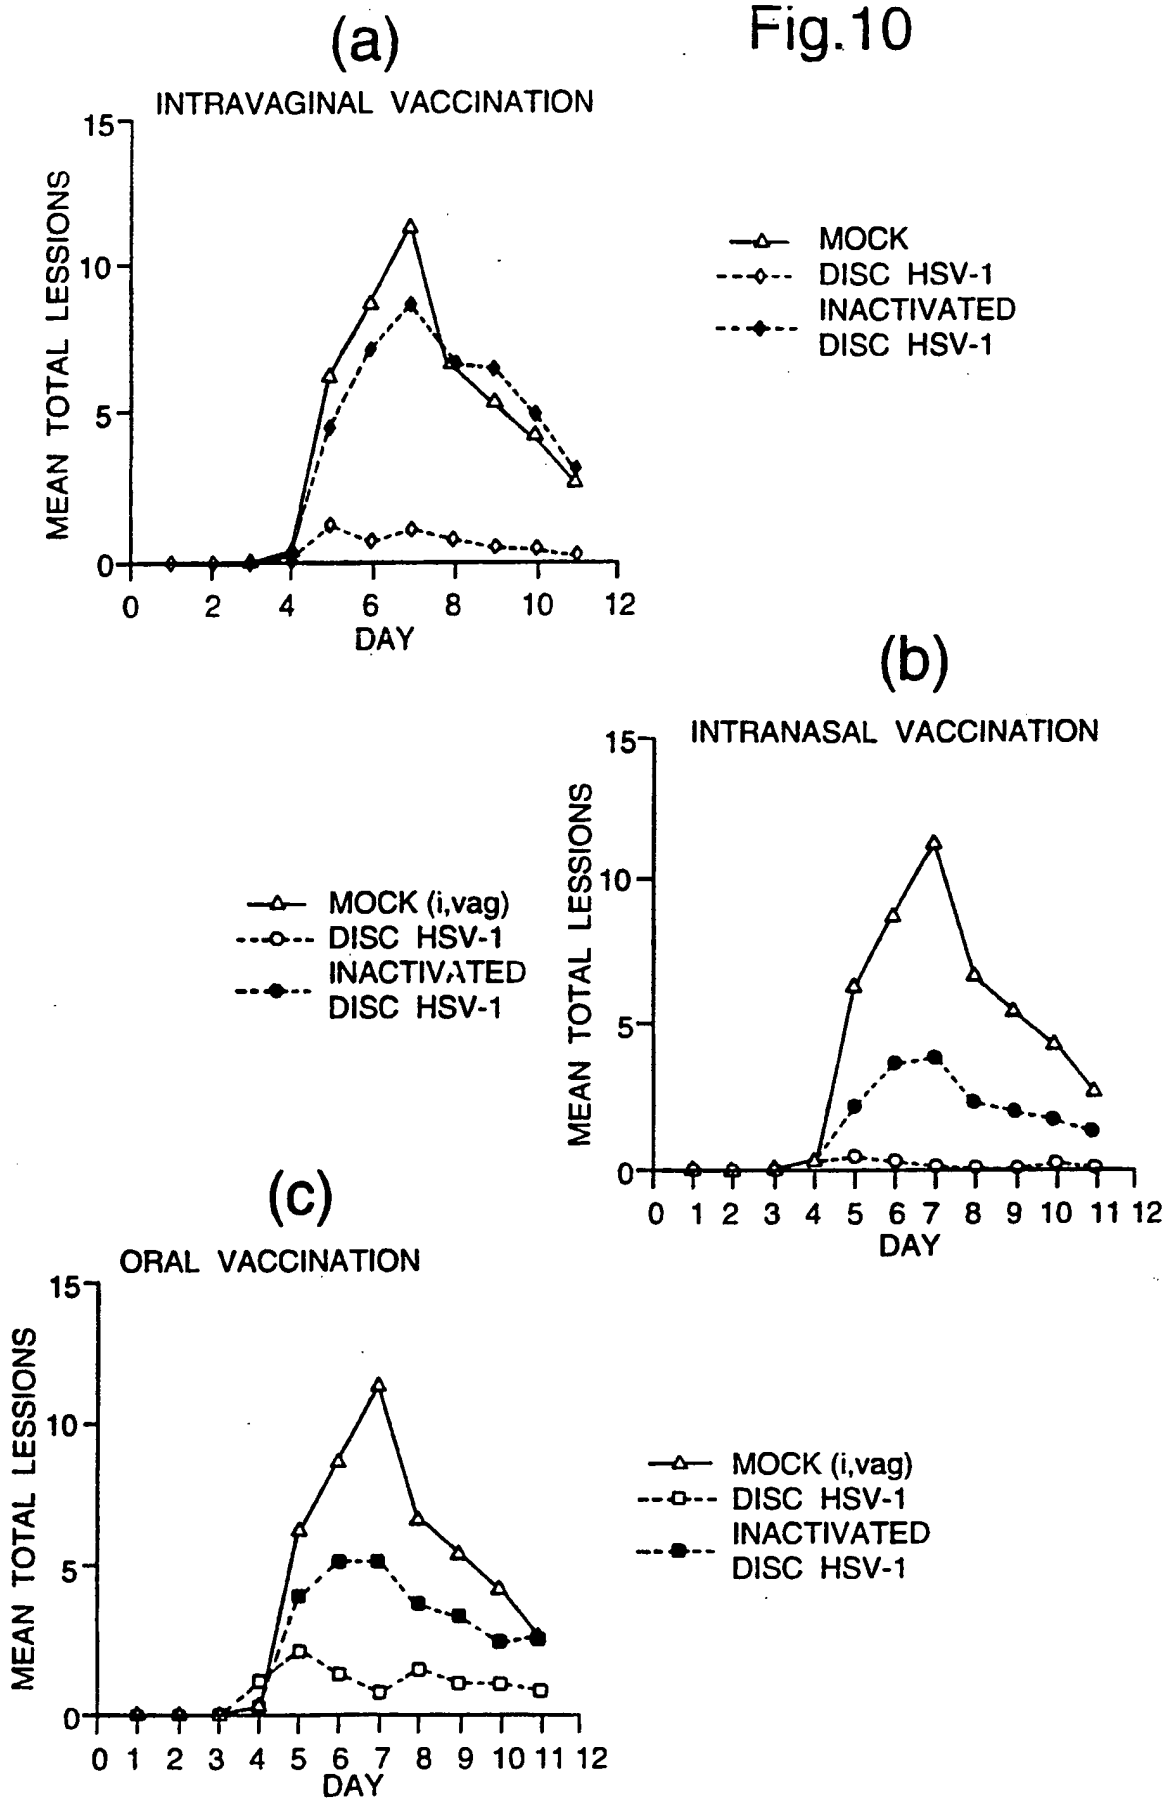 (a)
Fig.10
INTRAVAGINAL VACCINATION
15
10
5
0
MEAN TOTAL LESSIONS
0 2 4 6 8 10 12
DAY
MOCK
DISC HSV-1
INACTIVATED
DISC HSV-1
(b)
INTRANASAL VACCINATION
15
10
5
0
MEAN TOTAL LESSIONS
0 1 2 3 4 5 6 7 8 9 10 11 12
DAY
MOCK (i,vag)
DISC HSV-1
INACTIVATED
DISC HSV-1
(c)
ORAL VACCINATION
15
10
5
0
MEAN TOTAL LESSIONS
0 1 2 3 4 5 6 7 8 9 10 11 12
DAY
MOCK (i,vag)
DISC HSV-1
INACTIVATED
DISC HSV-1